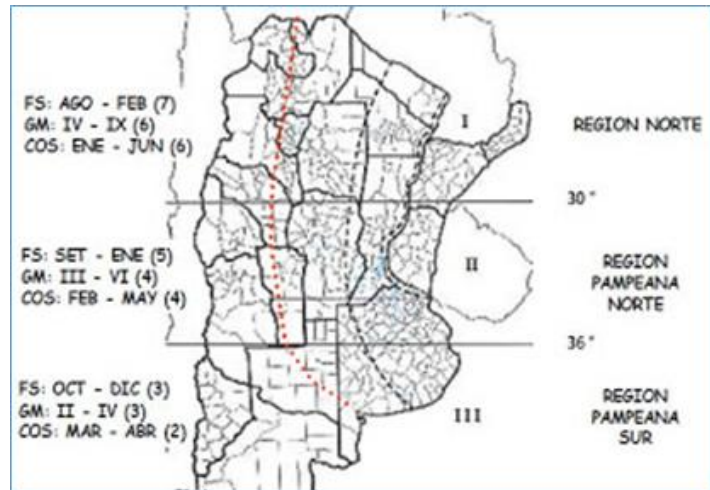 FS: AGO - FEB (7)
GM: IV - IX (6)
COS: ENE - JUN (6)
I
REGION NORTE
30°
FS: SET - ENE (5)
GM: III - VI (4)
COS: FEB - MAY (4)
II
REGION
PAMPEANA
NORTE
36°
FS: OCT - DIC (3)
GM: II - IV (3)
COS: MAR - ABR (2)
III
REGION
PAMPEANA
SUR